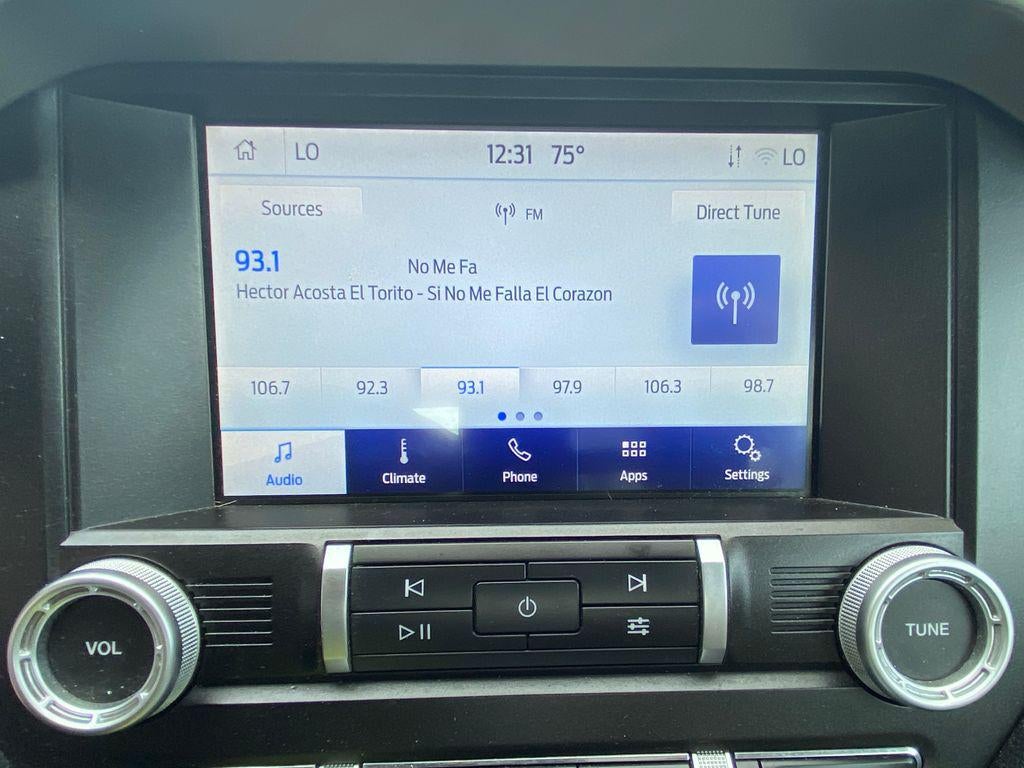 LO 12:31 75° LO
Sources FM Direct Tune
93.1 No Me Fa
Hector Acosta El Torito - Si No Me Falla El Corazon
106.7 92.3 93.1 97.9 106.3 98.7
Audio Climate Phone Apps Settings
VOL TUNE